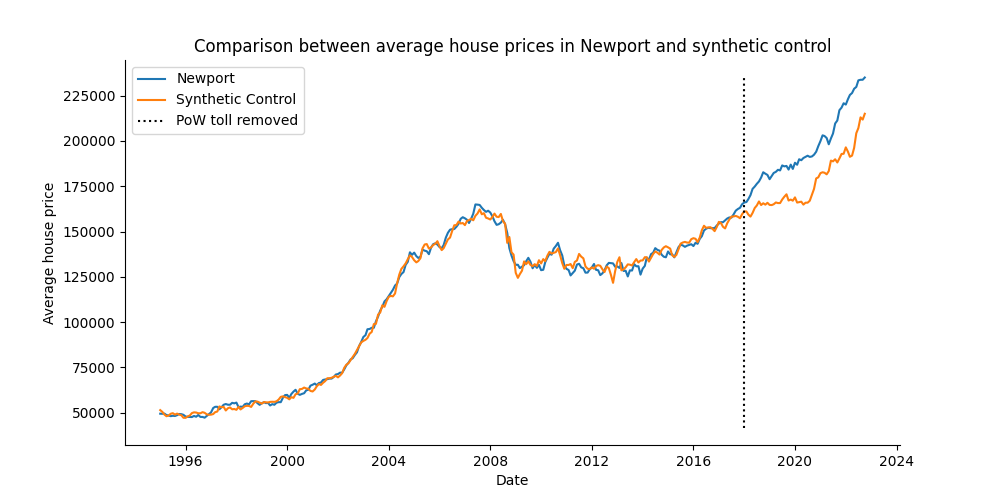 Comparison between average house prices in Newport and synthetic control
Newport
Synthetic Control
PoW toll removed
Average house price
225000
200000
175000
150000
125000
100000
75000
50000
1996 2000 2004 2008 2012 2016 2020 2024
Date